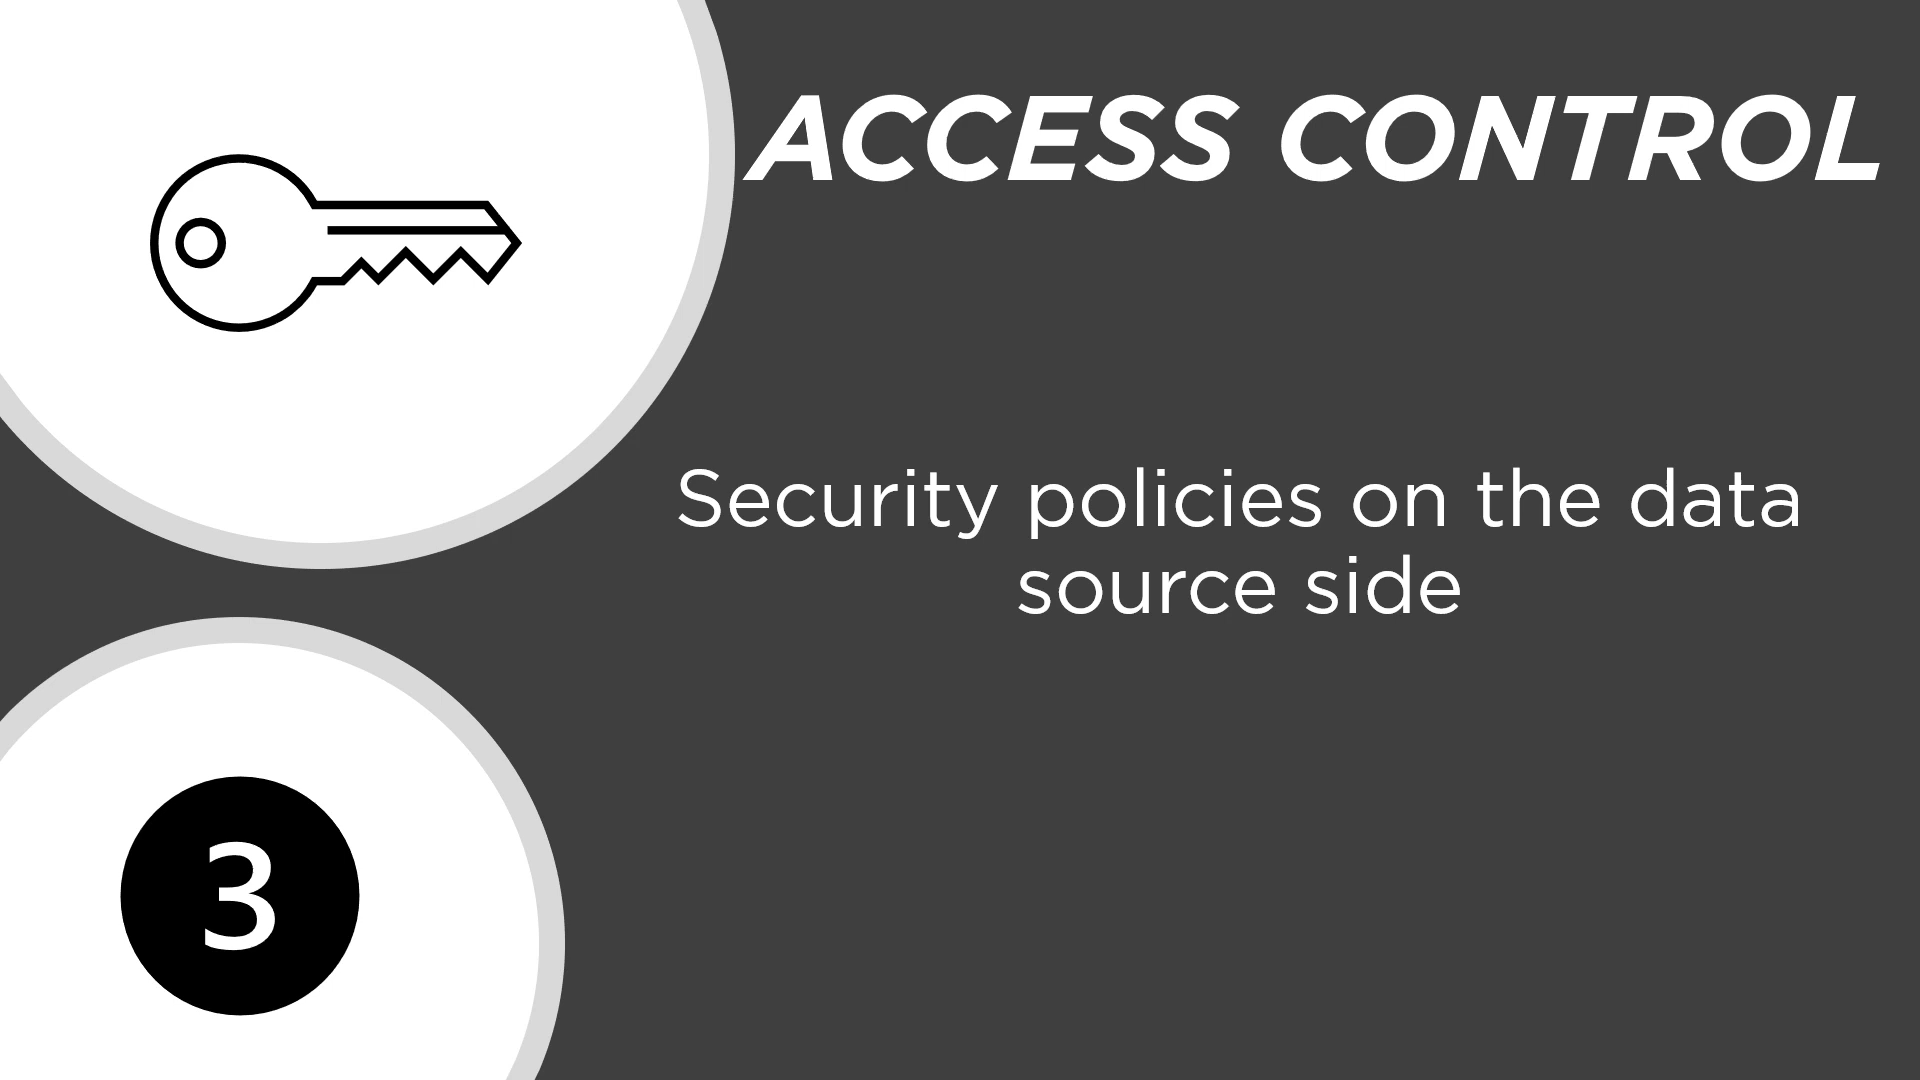 ACCESS CONTROL
Security policies on the data
source side
3